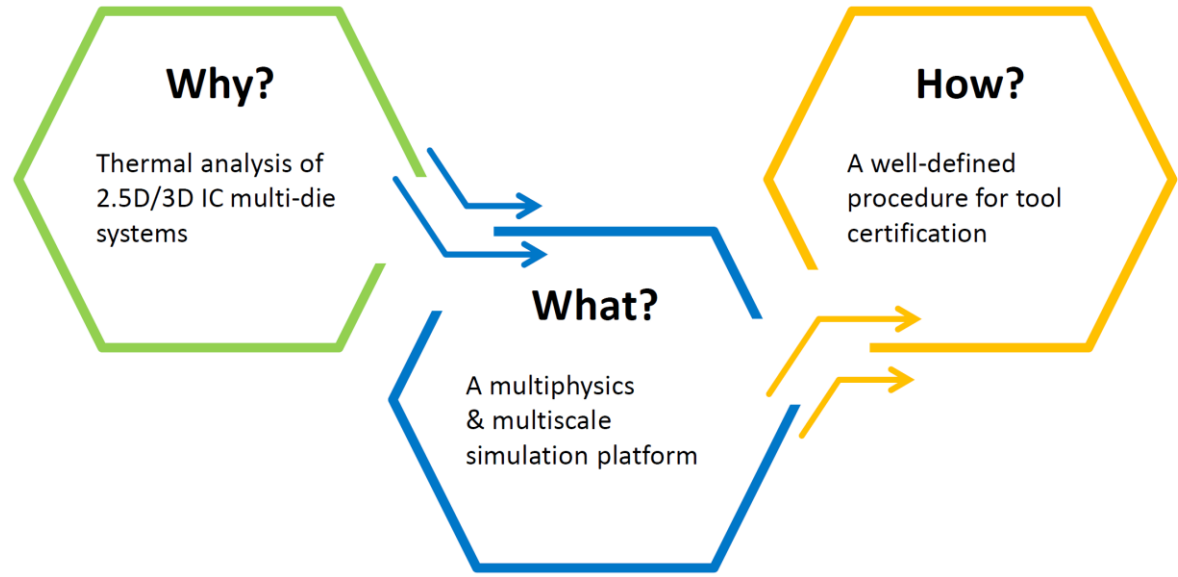 Why?
Thermal analysis of
2.5D/3D IC multi-die
systems
What?
A multiphysics
& multiscale
simulation platform
How?
A well-defined
procedure for tool
certification